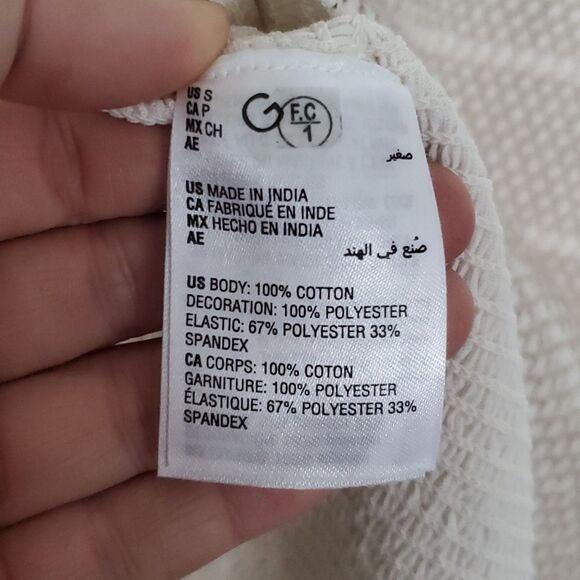 US S
CA P
MX CH
AE
صغير
G
F.C
1
US MADE IN INDIA
CA FABRIQUÉ EN INDE
MX HECHO EN INDIA
AE
صُنع في الهند
US BODY: 100% COTTON
DECORATION: 100% POLYESTER
ELASTIC: 67% POLYESTER 33%
SPANDEX
CA CORPS: 100% COTON
GARNITURE: 100% POLYESTER
ÉLASTIQUE: 67% POLYESTER 33%
SPANDEX